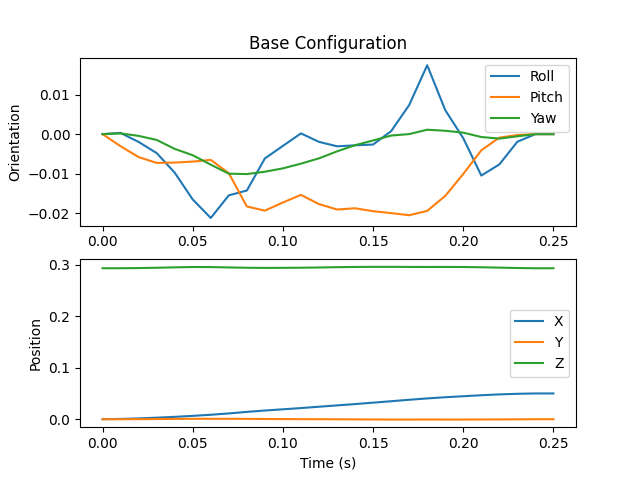 Base Configuration
Orientation
0.01
0.00
−0.01
−0.02
Roll
Pitch
Yaw
0.00 0.05 0.10 0.15 0.20 0.25
Position
0.3
0.2
0.1
0.0
X
Y
Z
0.00 0.05 0.10 0.15 0.20 0.25
Time (s)